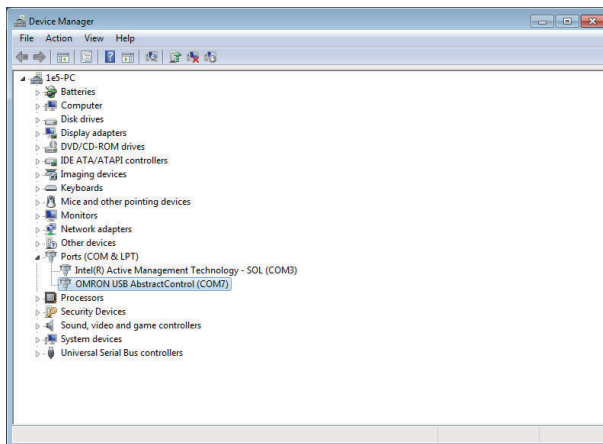 Device Manager
File Action View Help
1e5-PC
Batteries
Computer
Disk drives
Display adapters
DVD/CD-ROM drives
IDE ATA/ATAPI controllers
Imaging devices
Keyboards
Mice and other pointing devices
Monitors
Network adapters
Other devices
Ports (COM & LPT)
Intel(R) Active Management Technology - SOL (COM3)
OMRON USB AbstractControl (COM7)
Processors
Security Devices
Sound, video and game controllers
System devices
Universal Serial Bus controllers